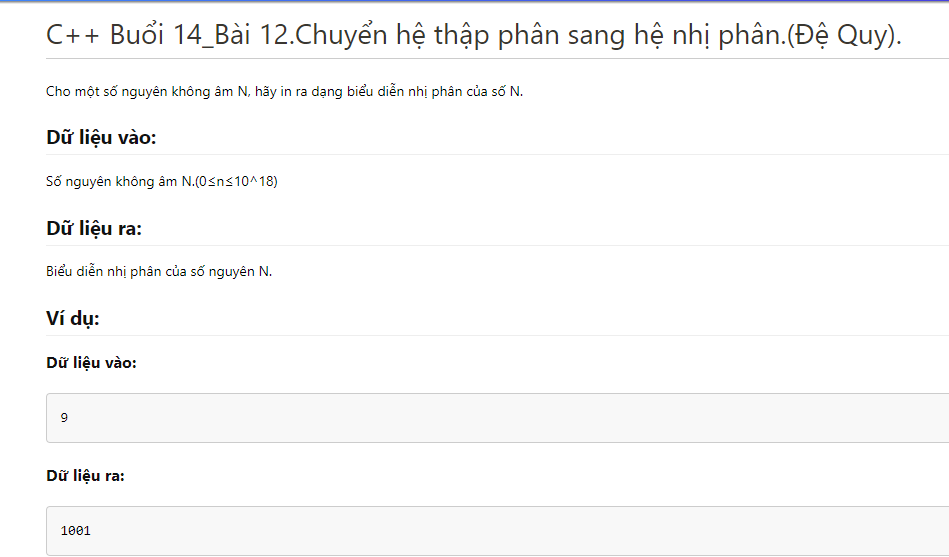 C++ Buổi 14_Bài 12.Chuyển hệ thập phân sang hệ nhị phân.(Đệ Quy).
Cho một số nguyên không âm N, hãy in ra dạng biểu diễn nhị phân của số N.
Dữ liệu vào:
Số nguyên không âm N.(0≤n≤10^18)
Dữ liệu ra:
Biểu diễn nhị phân của số nguyên N.
Ví dụ:
Dữ liệu vào:
9
Dữ liệu ra:
1001